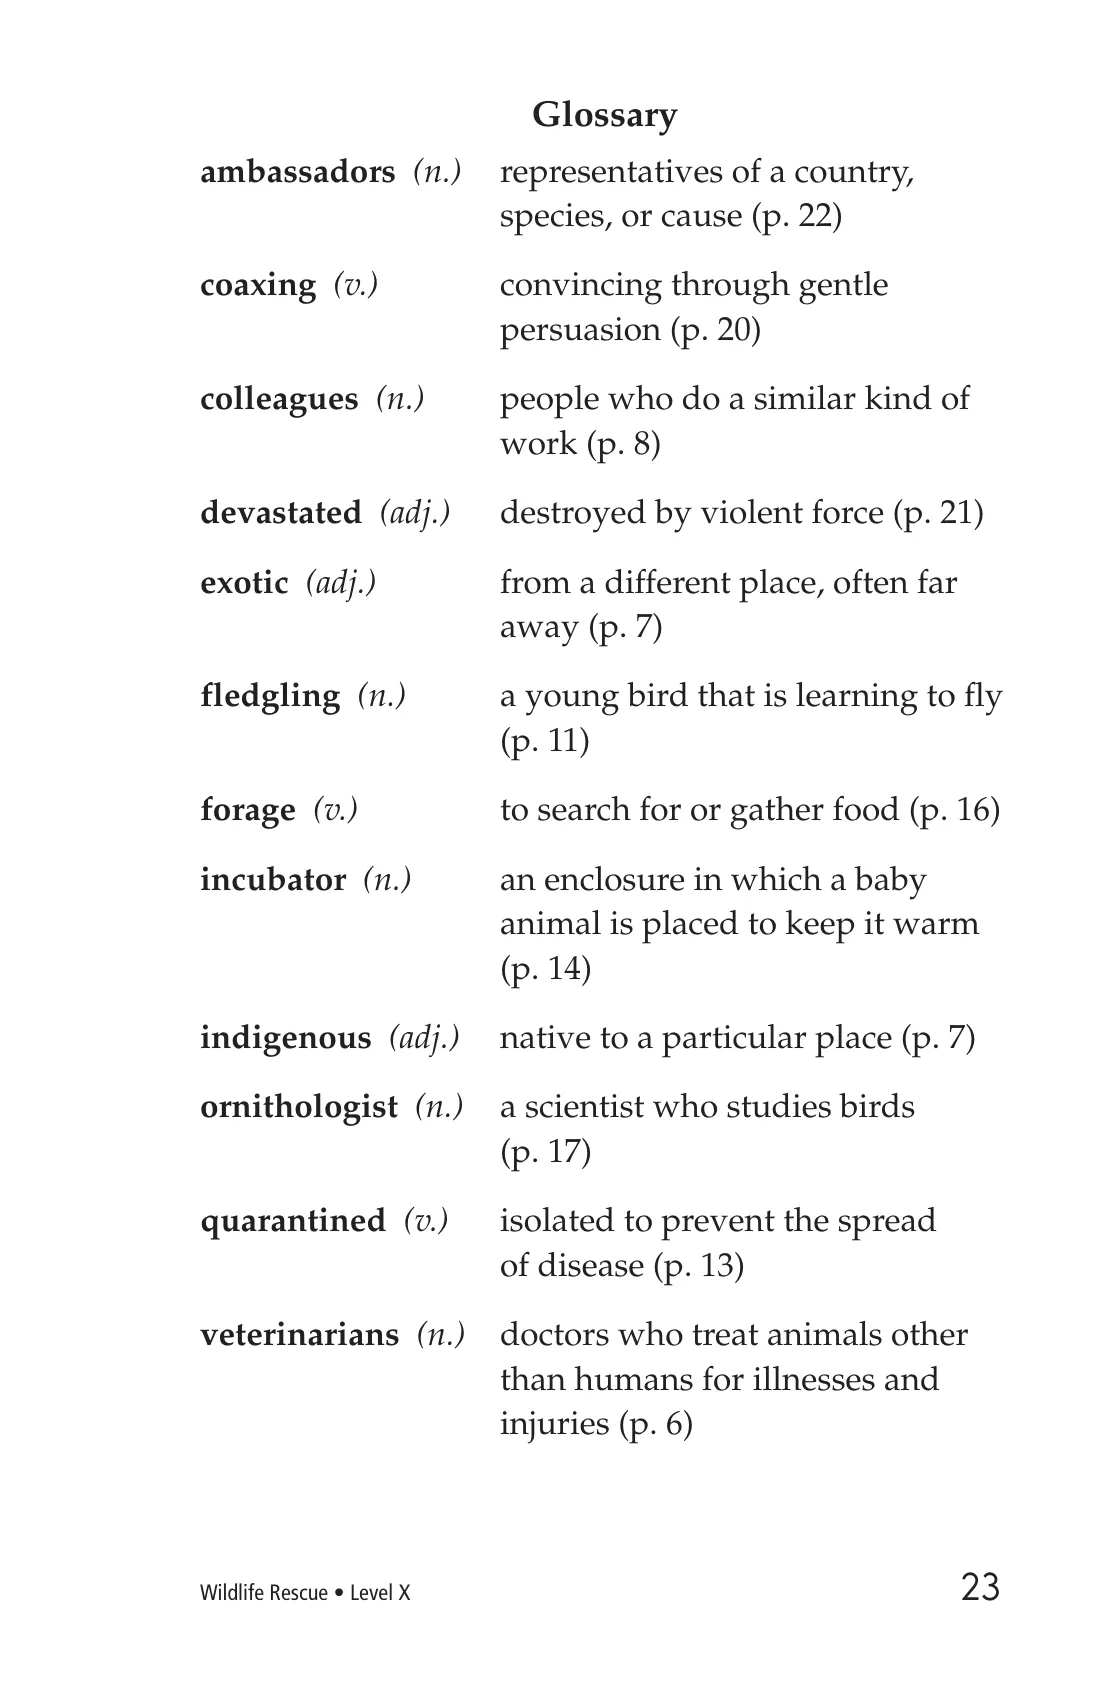 Glossary
ambassadors (n.) representatives of a country,
species, or cause (p. 22)
coaxing (v.) convincing through gentle
persuasion (p. 20)
colleagues (n.) people who do a similar kind of
work (p. 8)
devastated (adj.) destroyed by violent force (p. 21)
exotic (adj.) from a different place, often far
away (p. 7)
fledgling (n.) a young bird that is learning to fly
(p. 11)
forage (v.) to search for or gather food (p. 16)
incubator (n.) an enclosure in which a baby
animal is placed to keep it warm
(p. 14)
indigenous (adj.) native to a particular place (p. 7)
ornithologist (n.) a scientist who studies birds
(p. 17)
quarantined (v.) isolated to prevent the spread
of disease (p. 13)
veterinarians (n.) doctors who treat animals other
than humans for illnesses and
injuries (p. 6)
Wildlife Rescue • Level X 23